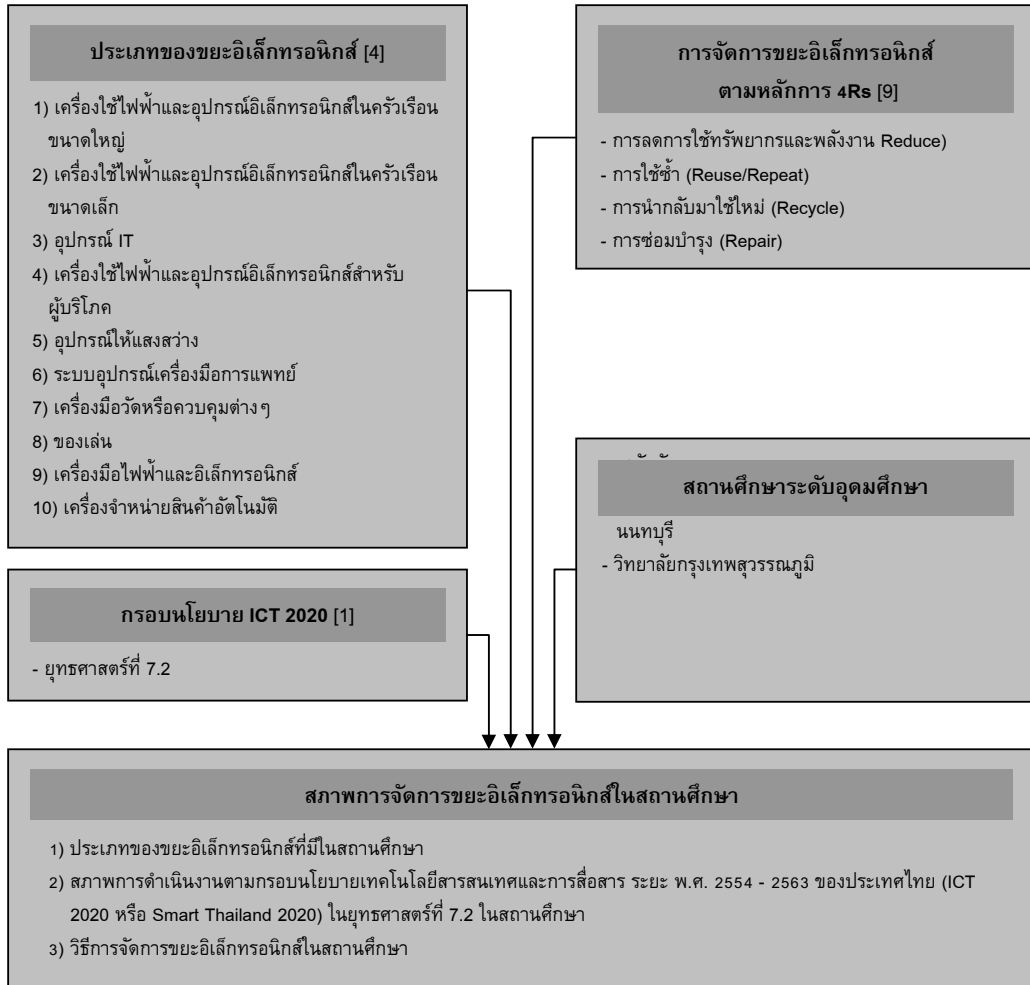 ประเภทของขยะอิเล็กทรอนิกส์ [4]
1) เครื่องใช้ไฟฟ้าและอุปกรณ์อิเล็กทรอนิกส์ในครัวเรือน
ขนาดใหญ่
2) เครื่องใช้ไฟฟ้าและอุปกรณ์อิเล็กทรอนิกส์ในครัวเรือน
ขนาดเล็ก
3) อุปกรณ์ IT
4) เครื่องใช้ไฟฟ้าและอุปกรณ์อิเล็กทรอนิกส์สำหรับ
ผู้บริโภค
5) อุปกรณ์ให้แสงสว่าง
6) ระบบอุปกรณ์เครื่องมือการแพทย์
7) เครื่องมือวัดหรือควบคุมต่างๆ
8) ของเล่น
9) เครื่องมือไฟฟ้าและอิเล็กทรอนิกส์
10) เครื่องจำหน่ายสินค้าอัตโนมัติ
การจัดการขยะอิเล็กทรอนิกส์
ตามหลักการ 4Rs [9]
- การลดการใช้ทรัพยากรและพลังงาน Reduce)
- การใช้ซ้ำ (Reuse/Repeat)
- การนำกลับมาใช้ใหม่ (Recycle)
- การซ่อมบำรุง (Repair)
สถานศึกษาระดับอุดมศึกษา
นนทบุรี
- วิทยาลัยกรุงเทพสุวรรณภูมิ
กรอบนโยบาย ICT 2020 [1]
- ยุทธศาสตร์ที่ 7.2
สภาพการจัดการขยะอิเล็กทรอนิกส์ในสถานศึกษา
1) ประเภทของขยะอิเล็กทรอนิกส์ที่มีในสถานศึกษา
2) สภาพการดำเนินงานตามกรอบนโยบายเทคโนโลยีสารสนเทศและการสื่อสาร ระยะ พ.ศ. 2554 - 2563 ของประเทศไทย (ICT
2020 หรือ Smart Thailand 2020) ในยุทธศาสตร์ที่ 7.2 ในสถานศึกษา
3) วิธีการจัดการขยะอิเล็กทรอนิกส์ในสถานศึกษา